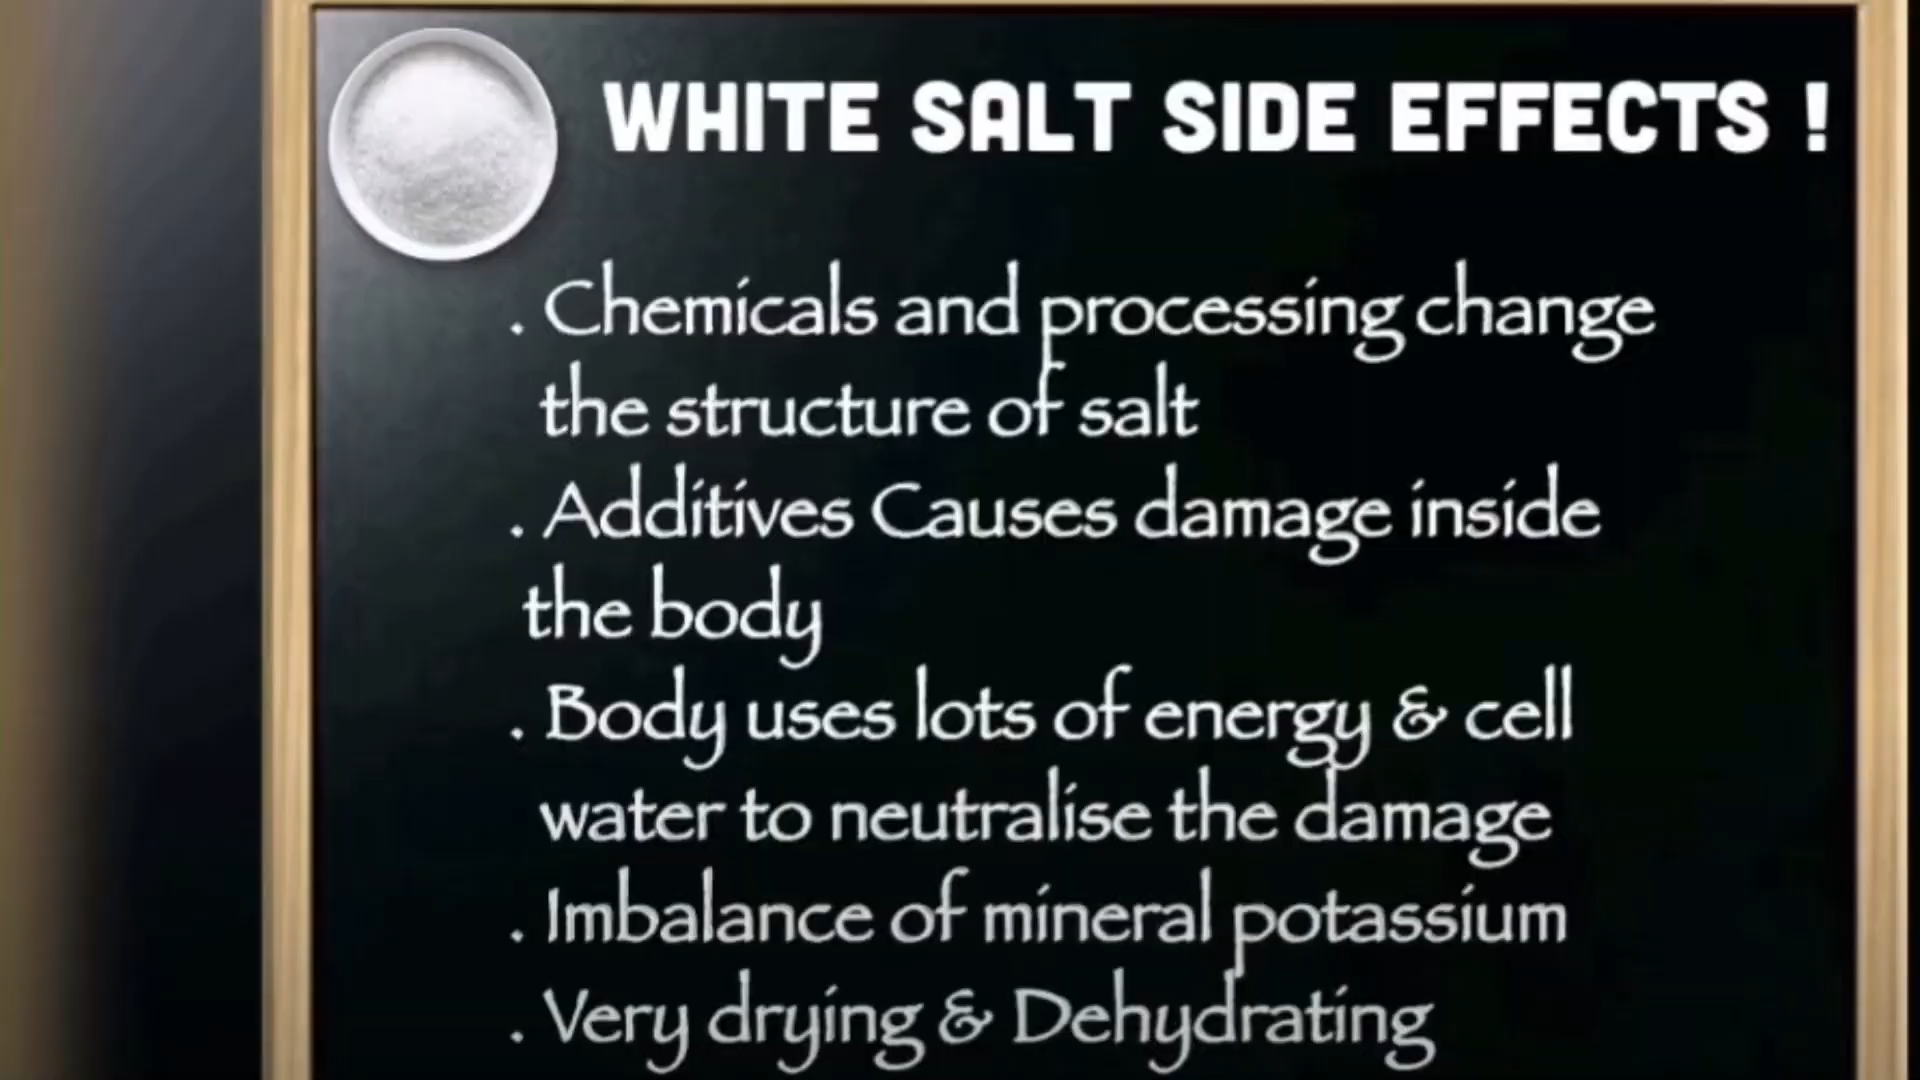 WHITE SALT SIDE EFFECTS !
. Chemicals and processing change
the structure of salt
. Additives Causes damage inside
the body
. Body uses lots of energy & cell
water to neutralise the damage
. Imbalance of mineral potassium
. Very drying & Dehydrating